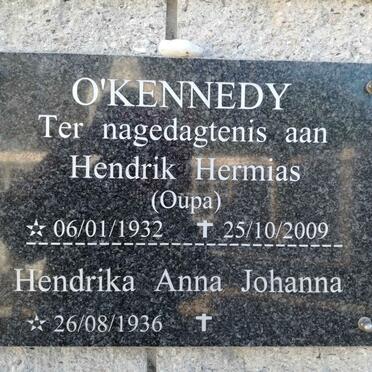 O'KENNEDY
Ter nagedagtenis aan
Hendrik Hermias
(Oupa)
☆ 06/01/1932 ✝ 25/10/2009
Hendrika Anna Johanna
☆ 26/08/1936 ✝